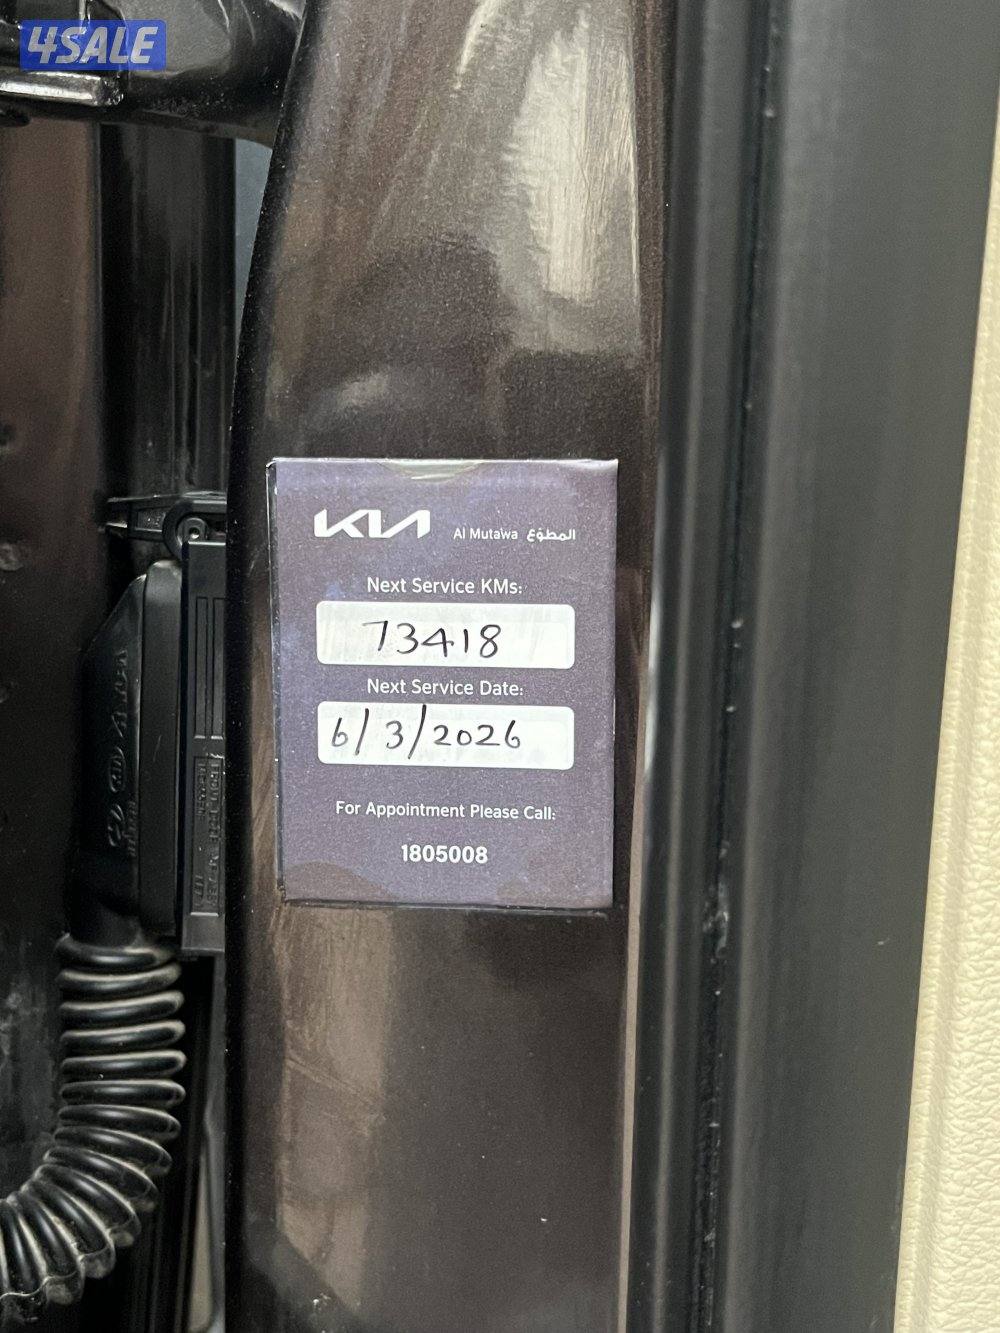 4SALE
KIA Al Mutawa المطوّع
Next Service KMs:
73418
Next Service Date:
6/3/2026
For Appointment Please Call:
1805008